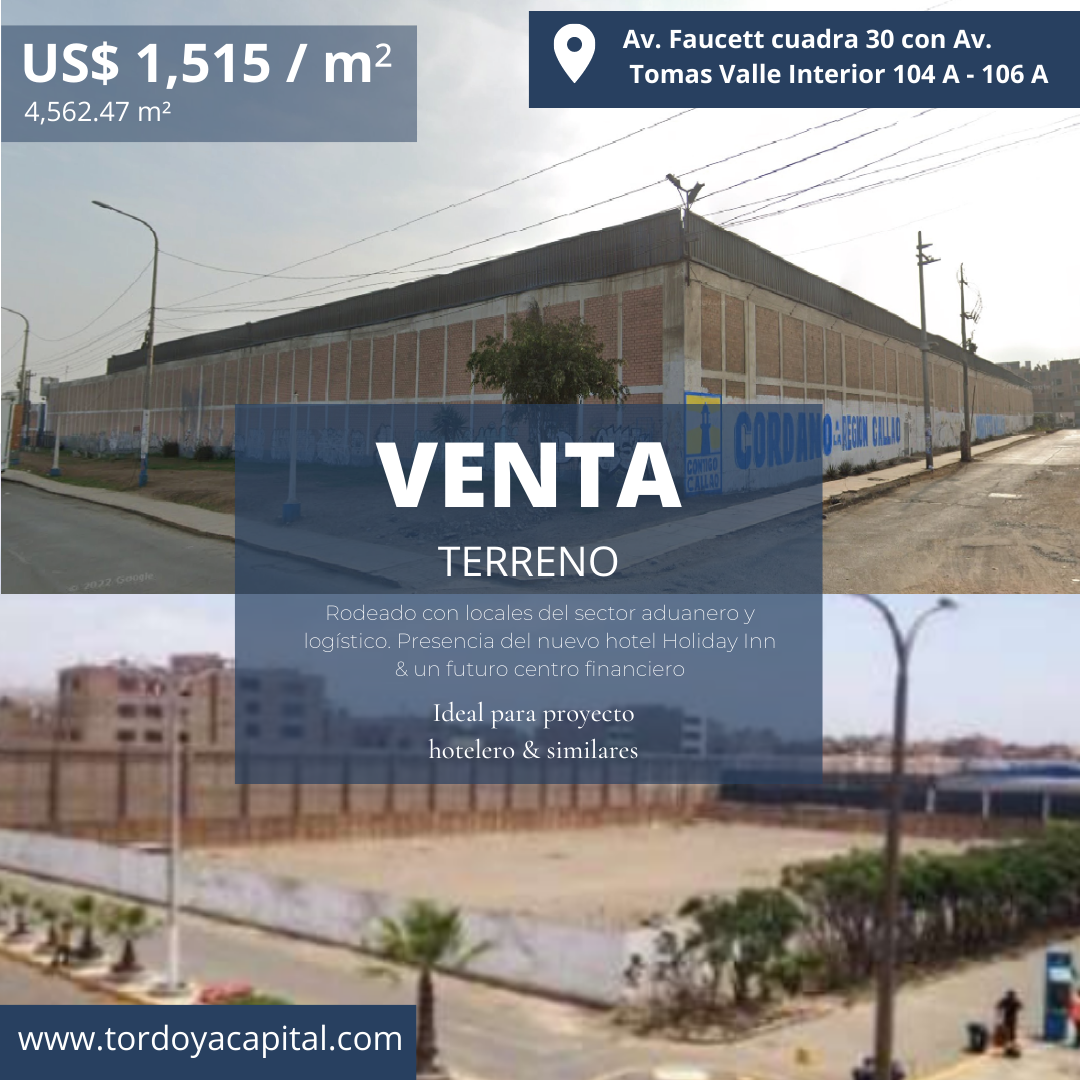 US$ 1,515 / m²
4,562.47 m²
Av. Faucett cuadra 30 con Av.
Tomas Valle Interior 104 A - 106 A
CORDANO
REGION CALLAO
CONTIGO
CALLAO
VENTA
TERRENO
© 2022 Google
Rodeado con locales del sector aduanero y
logístico. Presencia del nuevo hotel Holiday Inn
& un futuro centro financiero
Ideal para proyecto
hotelero & similares
www.tordoyacapital.com